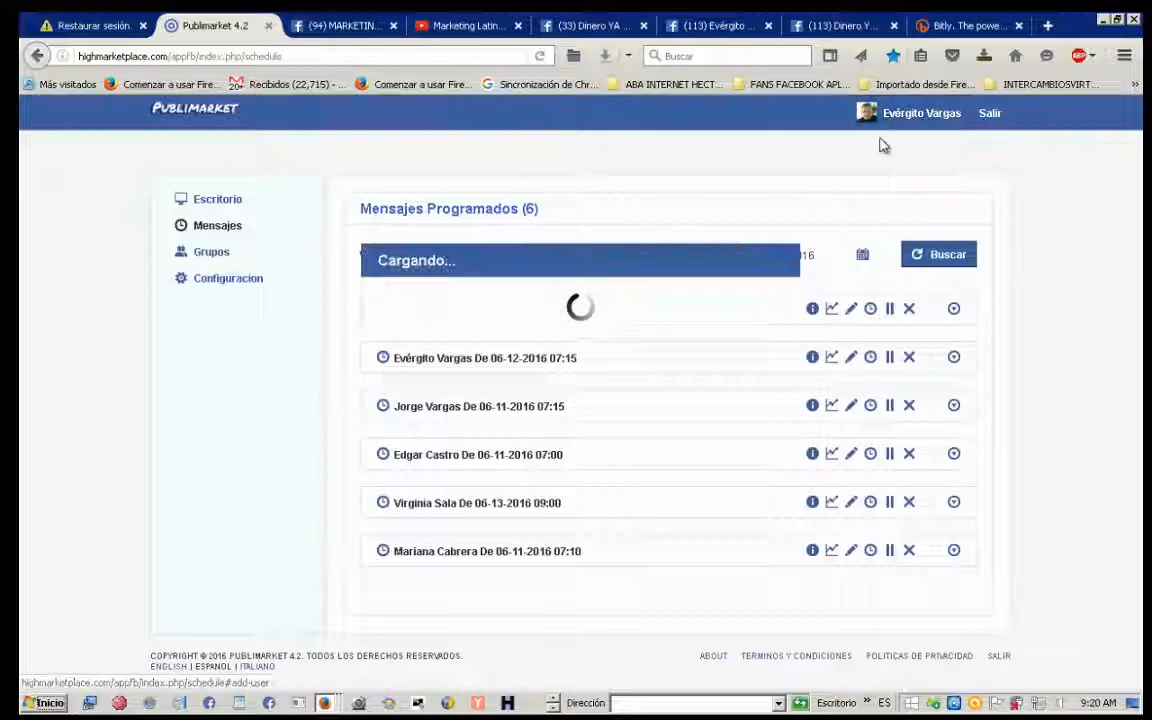 Restaurar sesión
Publimarket 4.2
(94) MARKETIN...
Marketing Latin...
(33) Dinero YA ...
(113) Evérgito ...
(113) Dinero Y...
Bitly. The powe...
highmarketplace.com/appfb/index.php/schedule
Buscar
Más visitados
Comenzar a usar Fire...
Recibidos (22,715) - ...
Comenzar a usar Fire...
Sincronización de Chr...
ABA INTERNET HECT...
FANS FACEBOOK APL...
Importado desde Fire...
INTERCAMBIOSVIRT...
PUBLIMARKET
Evérgito Vargas
Salir
Escritorio
Mensajes
Grupos
Configuracion
Mensajes Programados (6)
Cargando...
16
Buscar
Evérgito Vargas De 06-12-2016 07:15
Jorge Vargas De 06-11-2016 07:15
Edgar Castro De 06-11-2016 07:00
Virginia Sala De 06-13-2016 09:00
Mariana Cabrera De 06-11-2016 07:10
COPYRIGHT © 2016 PUBLIMARKET 4.2. TODOS LOS DERECHOS RESERVADOS.
ENGLISH | ESPAÑOL | ITALIANO
ABOUT
TERMINOS Y CONDICIONES
POLITICAS DE PRIVACIDAD
SALIR
highmarketplace.com/appfb/index.php/schedule#add-user
Inicio
Dirección
Escritorio
ES
9:20 AM